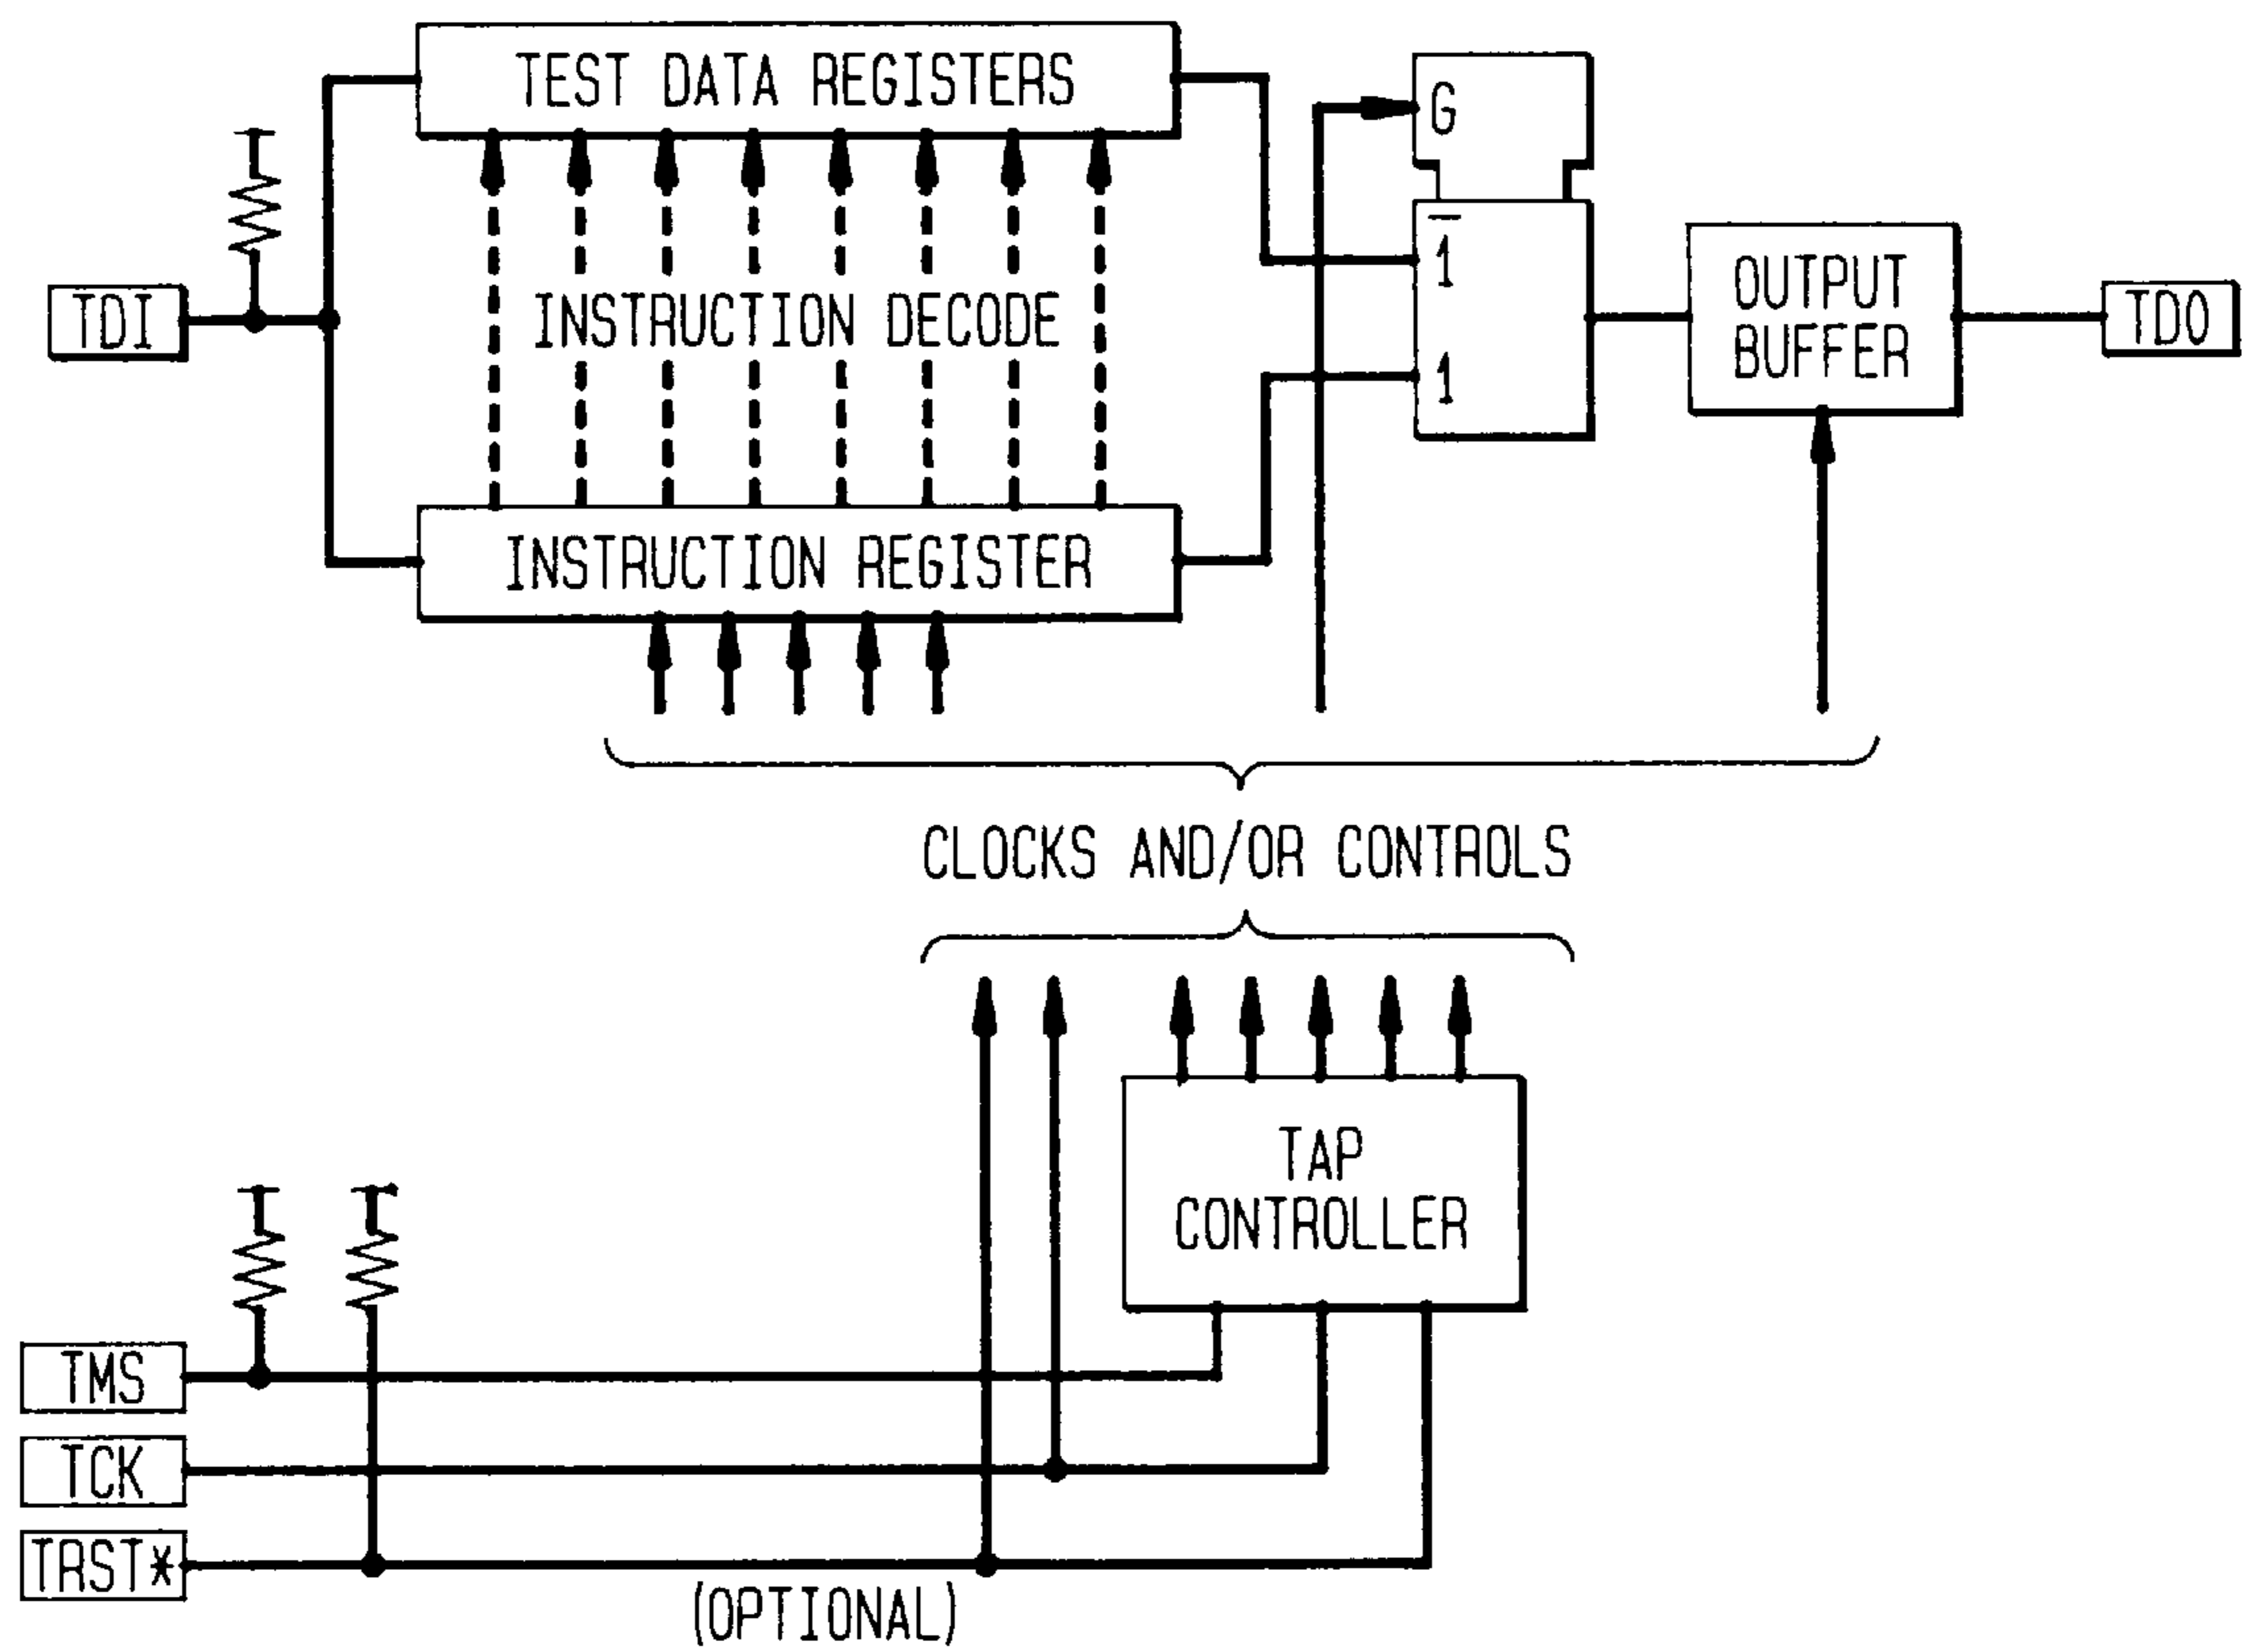 TEST DATA REGISTERS
G
TDI
INSTRUCTION DECODE
1̅
1
OUTPUT
BUFFER
TDO
INSTRUCTION REGISTER
CLOCKS AND/OR CONTROLS
TAP
CONTROLLER
TMS
TCK
TRST*
(OPTIONAL)